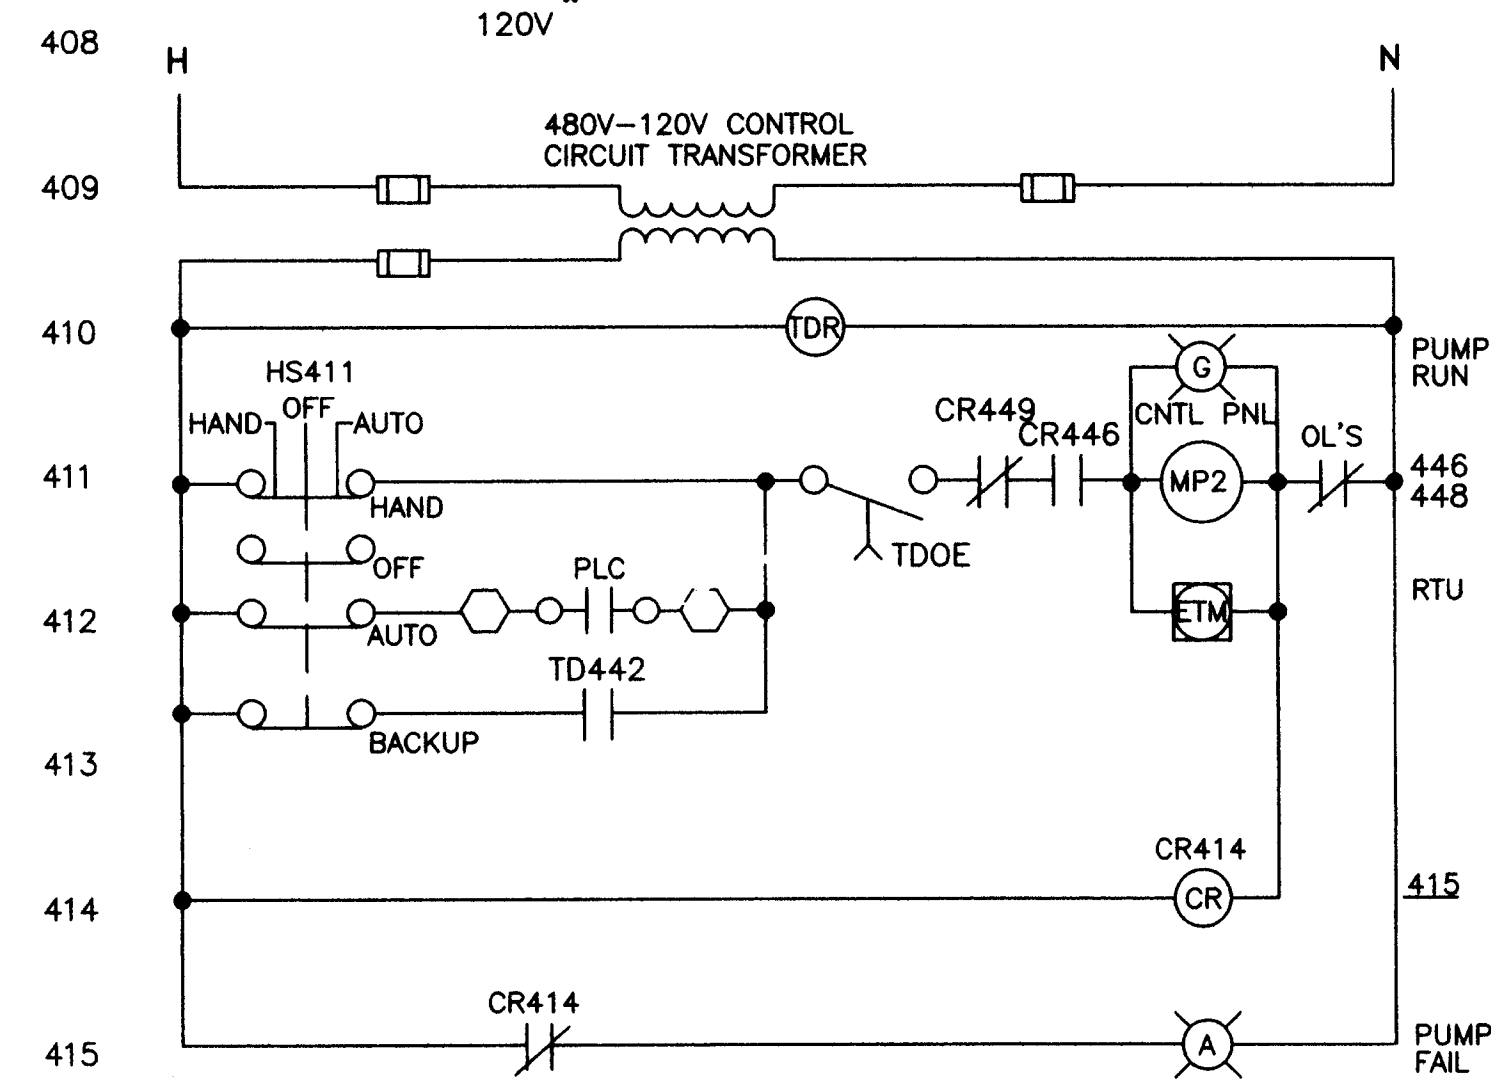 120V
408
H
N
480V-120V CONTROL
CIRCUIT TRANSFORMER
409
410
TDR
PUMP
RUN
HS411
OFF
HAND
AUTO
G
CNTL PNL
CR449
CR446
OL'S
411
HAND
MP2
446
448
OFF
TDOE
PLC
RTU
412
AUTO
ETM
TD442
BACKUP
413
CR414
CR
415
414
CR414
415
A
PUMP
FAIL